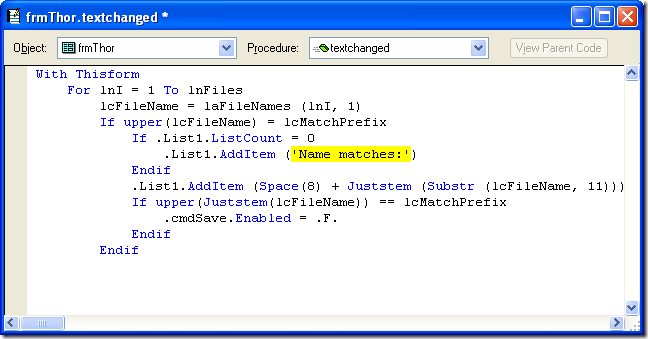 frmThor.textchanged *
Object: frmThor Procedure: textchanged View Parent Code
With Thisform
For lnI = 1 To lnFiles
lcFileName = laFileNames (lnI, 1)
If upper(lcFileName) = lcMatchPrefix
If .List1.ListCount = 0
.List1.AddItem ('Name matches:')
Endif
.List1.AddItem (Space(8) + Juststem (Substr (lcFileName, 11)))
If upper(Juststem(lcFileName)) == lcMatchPrefix
.cmdSave.Enabled = .F.
Endif
Endif